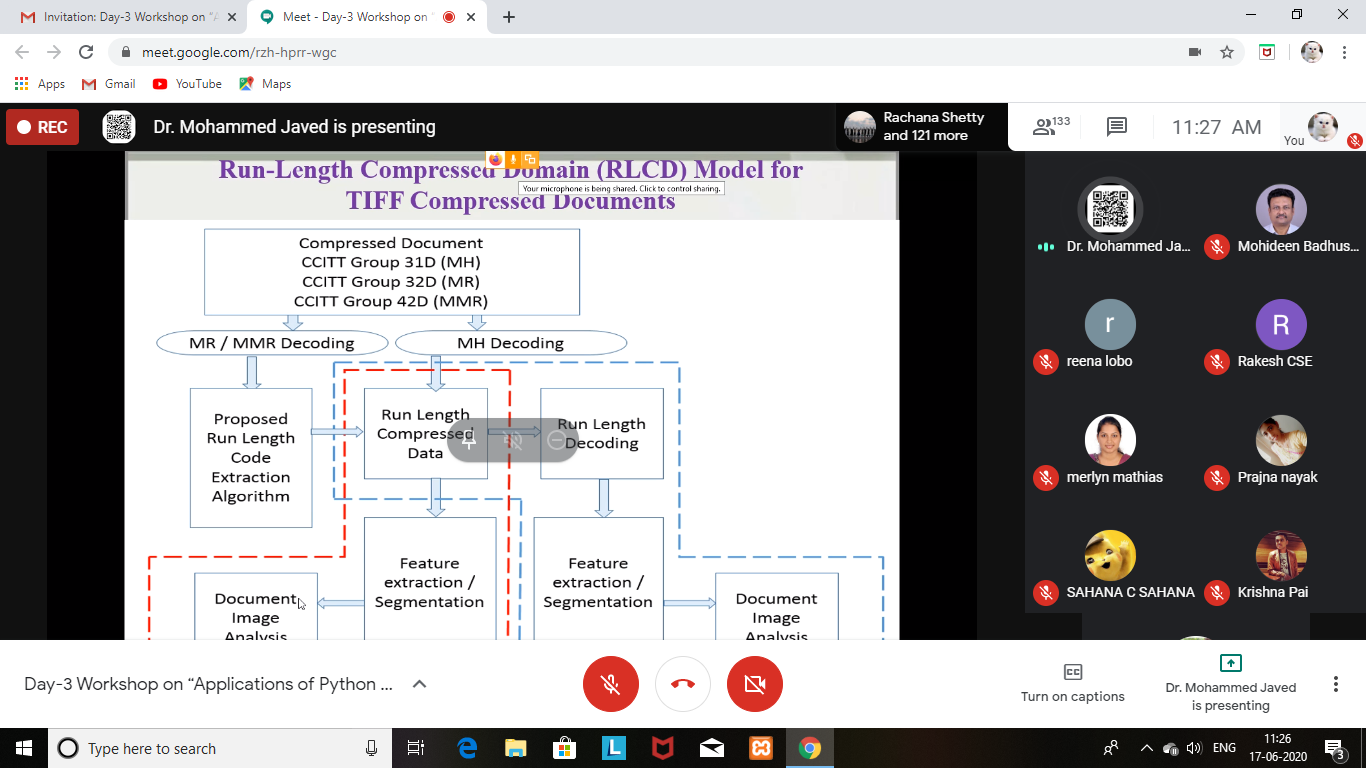 Invitation: Day-3 Workshop on "A
Meet - Day-3 Workshop on "
meet.google.com/rzh-hprr-wgc
Apps
Gmail
YouTube
Maps
REC
Dr. Mohammed Javed is presenting
Rachana Shetty
and 121 more
133
11:27 AM
You
Run-Length Compressed Domain (RLCD) Model for
TIFF Compressed Documents
Your microphone is being shared. Click to control sharing.
Compressed Document
CCITT Group 31D (MH)
CCITT Group 32D (MR)
CCITT Group 42D (MMR)
MR / MMR Decoding
MH Decoding
Proposed
Run Length
Code
Extraction
Algorithm
Run Length
Compressed
Data
Run Length
Decoding
Feature
extraction /
Segmentation
Feature
extraction /
Segmentation
Document
Image
Analysis
Document
Image
Analysis
Dr. Mohammed Ja...
Mohideen Badhus...
r
reena lobo
R
Rakesh CSE
merlyn mathias
Prajna nayak
SAHANA C SAHANA
Krishna Pai
Day-3 Workshop on “Applications of Python ...
CC
Turn on captions
Dr. Mohammed Javed
is presenting
Type here to search
L
ENG
11:26
17-06-2020
3